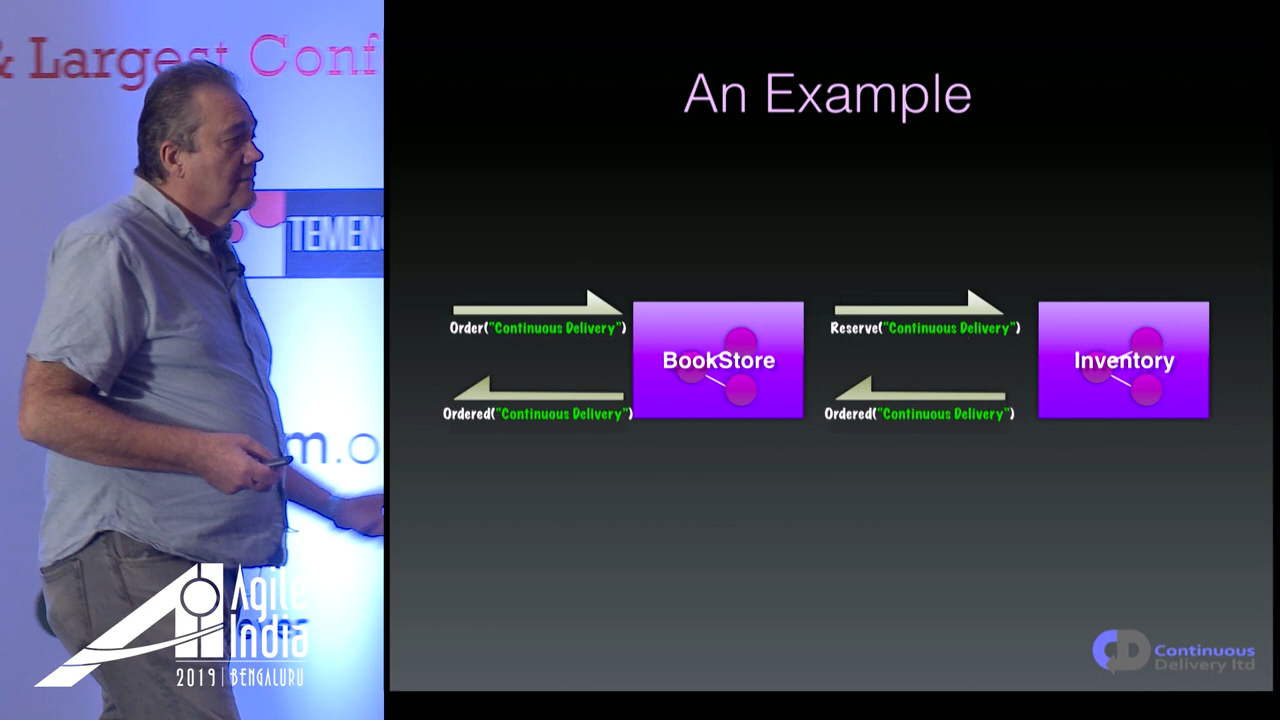 & Largest Conf
TEMEN
m.o
Agile
India
2019 | BENGALURU
An Example
Order("Continuous Delivery")
Reserve("Continuous Delivery")
BookStore
Inventory
Ordered("Continuous Delivery")
Ordered("Continuous Delivery")
CD Continuous
Delivery ltd